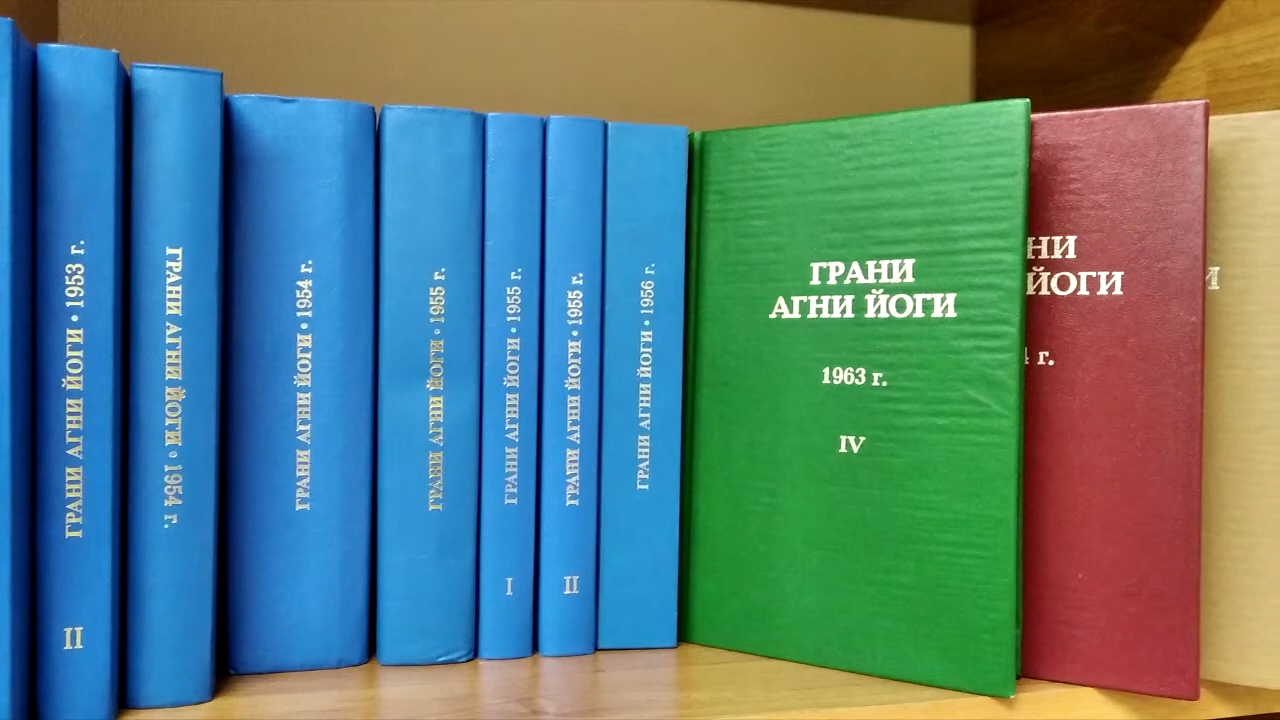 ГРАНИ АГНИ ЙОГИ • 1953 г.
II
ГРАНИ АГНИ ЙОГИ • 1954 г.
ГРАНИ АГНИ ЙОГИ • 1954 г.
ГРАНИ АГНИ ЙОГИ • 1955 г.
ГРАНИ АГНИ ЙОГИ • 1955 г.
I
ГРАНИ АГНИ ЙОГИ • 1955 г.
II
ГРАНИ АГНИ ЙОГИ • 1956 г.
ГРАНИ
АГНИ ЙОГИ
1963 г.
IV
НИ
ЙОГИ
4 г.
И